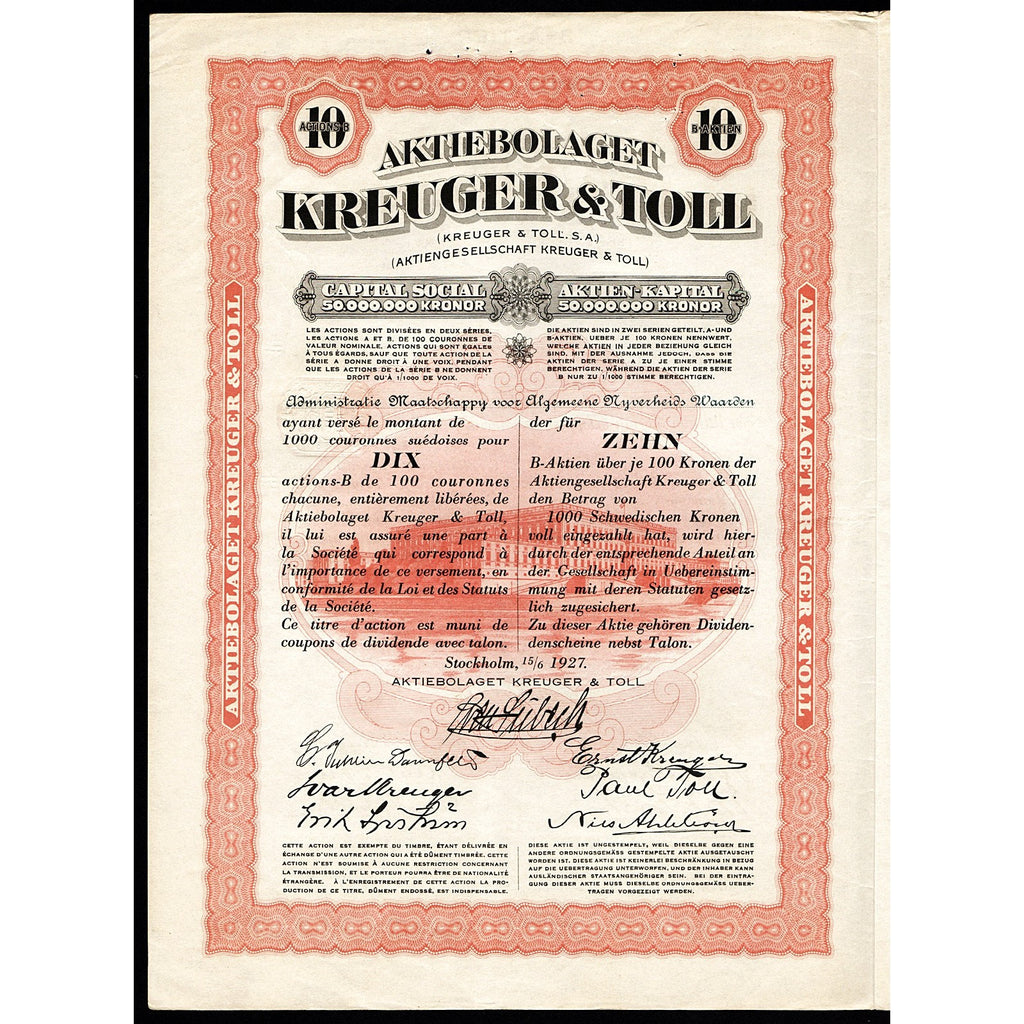 10
ACTIONS B
10
B-AKTIEN
AKTIEBOLAGET
KREUGER & TOLL
(KREUGER & TOLL. S.A.)
(AKTIENGESELLSCHAFT KREUGER & TOLL)
CAPITAL SOCIAL
50.000.000 KRONOR
AKTIEN-KAPITAL
50.000.000 KRONOR
LES ACTIONS SONT DIVISÉES EN DEUX SÉRIES,
LES ACTIONS A ET B, DE 100 COURONNES DE
VALEUR NOMINALE, ACTIONS QUI SONT ÉGALES
À TOUS ÉGARDS, SAUF QUE TOUTE ACTION DE LA
SÉRIE A DONNE DROIT À UNE VOIX, PENDANT
QUE LES ACTIONS DE LA SÉRIE B NE DONNENT
DROIT QU'À 1/1000 DE VOIX.
DIE AKTIEN SIND IN ZWEI SERIEN GETEILT, A- UND
B-AKTIEN, UEBER JE 100 KRONEN NENNWERT,
WELCHE AKTIEN IN JEDER BEZIEHUNG GLEICH
SIND, MIT DER AUSNAHME JEDOCH, DASS DIE
AKTIEN DER SERIE A ZU JE EINER STIMME
BERECHTIGEN, WÄHREND DIE AKTIEN DER SERIE
B NUR ZU 1/1000 STIMME BERECHTIGEN.
Administratie Maatschappy voor Algemeene Nyverheids Waarden
ayant versé le montant de
1000 couronnes suédoises pour
DIX
actions-B de 100 couronnes
chacune, entièrement libérées, de
Aktiebolaget Kreuger & Toll,
il lui est assuré une part à
la Société qui correspond à
l'importance de ce versement, en
conformité de la Loi et des Statuts
de la Société.
Ce titre d'action est muni de
coupons de dividende avec talon.
der für
ZEHN
B-Aktien über je 100 Kronen der
Aktiengesellschaft Kreuger & Toll
den Betrag von
1000 Schwedischen Kronen
voll eingezahlt hat, wird hier-
durch der entsprechende Anteil an
der Gesellschaft in Uebereinstim-
mung mit deren Statuten gesetz-
lich zugesichert.
Zu dieser Aktie gehören Dividen-
denscheine nebst Talon.
Stockholm, 15/6 1927.
AKTIEBOLAGET KREUGER & TOLL
Ivar Kreuger
Ernst Kreuger
Paul Toll.
CETTE ACTION EST EXEMPTE DU TIMBRE, ÉTANT DÉLIVRÉE EN
ÉCHANGE D'UNE AUTRE ACTION QUI A ÉTÉ DÛMENT TIMBRÉE. CETTE
ACTION N'EST SOUMISE À AUCUNE RESTRICTION CONCERNANT
LA TRANSMISSION, ET LE PORTEUR POURRA ÊTRE DE NATIONALITÉ
ÉTRANGÈRE. À L'ENREGISTREMENT DE CETTE ACTION LA PRO-
DUCTION DE CE TITRE, DÛMENT ENDOSSÉ, EST INDISPENSABLE.
DIESE AKTIE IST UNGESTEMPELT, WEIL DIESELBE GEGEN EINE
ANDERE ORDNUNGSGEMÄSS GESTEMPELTE AKTIE AUSGETAUSCHT
WORDEN IST. DIESE AKTIE IST KEINERLEI BESCHRÄNKUNG IN BEZUG
AUF DIE UEBERTRAGUNG UNTERWORFEN, UND DER INHABER KANN
AUSLÄNDISCHER STAATSANGEHÖRIGER SEIN. BEI DER EINTRA-
GUNG DIESER AKTIE MUSS DIESELBE ORDNUNGSGEMÄSS UEBER-
TRAGEN VORGEZEIGT WERDEN.
AKTIEBOLAGET KREUGER & TOLL
AKTIEBOLAGET KREUGER & TOLL